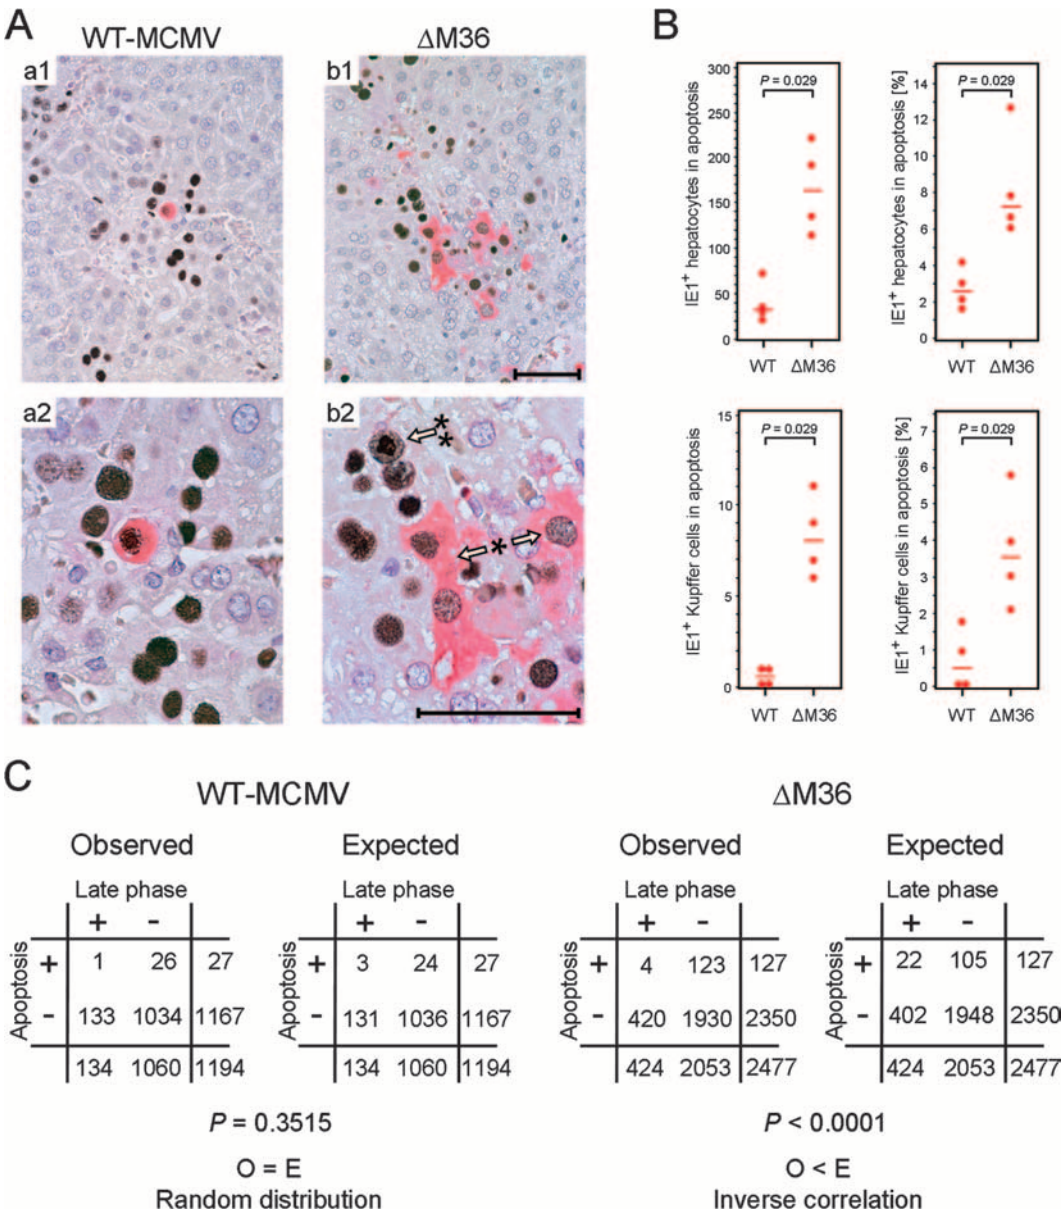 A
WT-MCMV
ΔM36
a1
b1
a2
b2
*
*
*
B
300
250
200
150
100
50
0
IE1+ hepatocytes in apoptosis
P = 0.029
WT ΔM36
14
12
10
8
6
4
2
0
IE1+ hepatocytes in apoptosis [%]
P = 0.029
WT ΔM36
15
10
5
0
IE1+ Kupffer cells in apoptosis
P = 0.029
WT ΔM36
7
6
5
4
3
2
1
0
IE1+ Kupffer cells in apoptosis [%]
P = 0.029
WT ΔM36
C
WT-MCMV
Observed
Late phase
+ -
Apoptosis
+ 1 26 27
- 133 1034 1167
134 1060 1194
Expected
Late phase
+ -
Apoptosis
+ 3 24 27
- 131 1036 1167
134 1060 1194
P = 0.3515
O = E
Random distribution
ΔM36
Observed
Late phase
+ -
Apoptosis
+ 4 123 127
- 420 1930 2350
424 2053 2477
Expected
Late phase
+ -
Apoptosis
+ 22 105 127
- 402 1948 2350
424 2053 2477
P < 0.0001
O < E
Inverse correlation